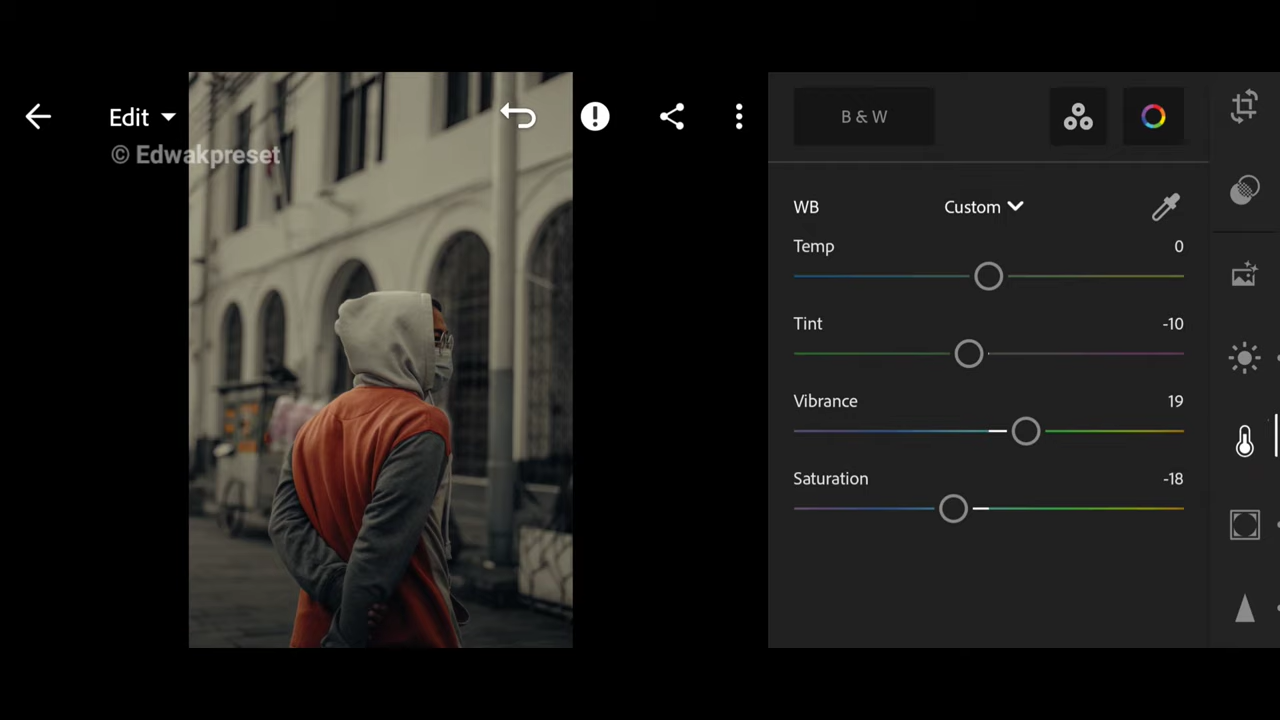 Edit
© Edwakpreset
B & W
WB Custom
Temp 0
Tint -10
Vibrance 19
Saturation -18